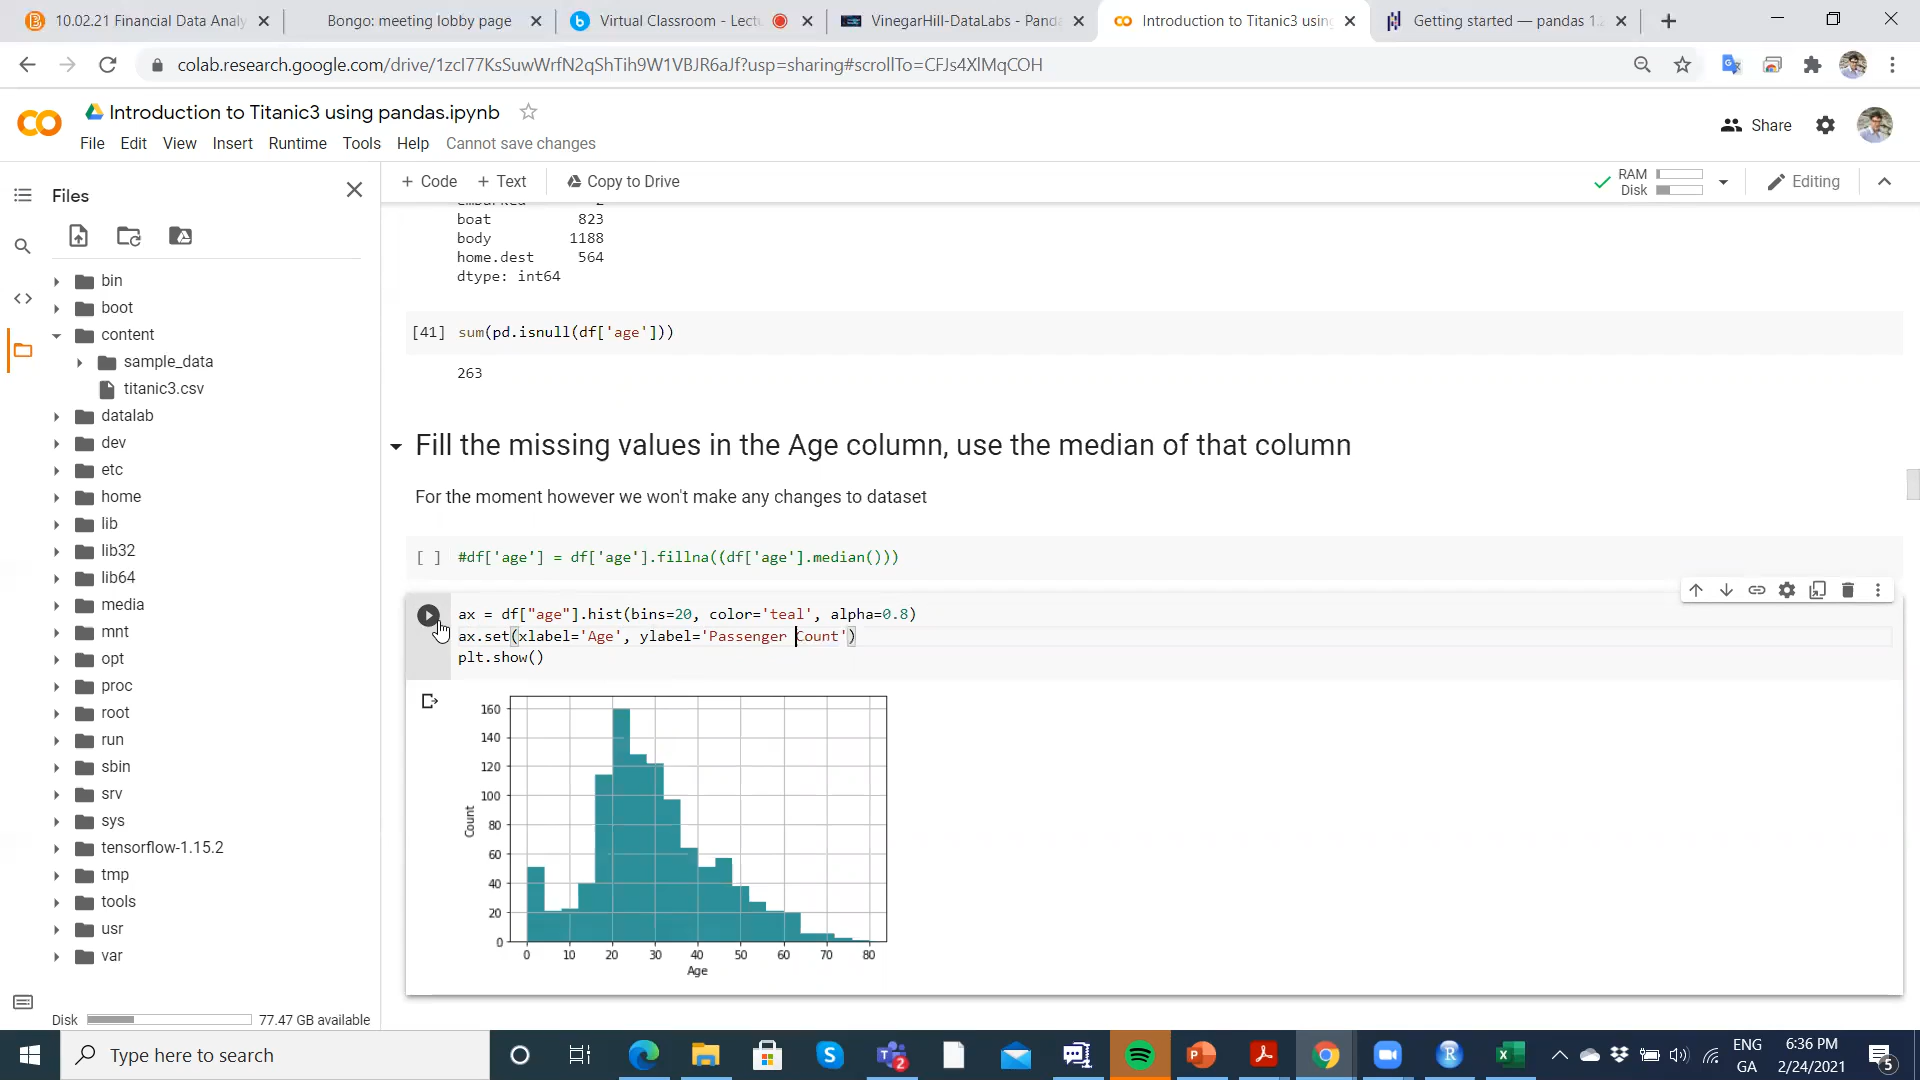 10.02.21 Financial Data Analy
Bongo: meeting lobby page
Virtual Classroom - Lectu
VinegarHill-DataLabs - Panda
Introduction to Titanic3 using
Getting started — pandas 1.2
colab.research.google.com/drive/1zcI77KsSuwWrfN2qShTih9W1VBJR6aJf?usp=sharing#scrollTo=CFJs4XlMqCOH
Introduction to Titanic3 using pandas.ipynb
File Edit View Insert Runtime Tools Help Cannot save changes
Share
Files
+ Code + Text Copy to Drive
RAM
Disk
Editing
bin
boot
content
sample_data
titanic3.csv
datalab
dev
etc
home
lib
lib32
lib64
media
mnt
opt
proc
root
run
sbin
srv
sys
tensorflow-1.15.2
tmp
tools
usr
var
Disk 77.47 GB available
embarked 2
boat 823
body 1188
home.dest 564
dtype: int64
[41] sum(pd.isnull(df['age']))
263
Fill the missing values in the Age column, use the median of that column
For the moment however we won't make any changes to dataset
[ ] #df['age'] = df['age'].fillna((df['age'].median()))
ax = df["age"].hist(bins=20, color='teal', alpha=0.8)
ax.set(xlabel='Age', ylabel='Passenger Count')
plt.show()
160
140
120
100
80
60
40
20
0
Count
0 10 20 30 40 50 60 70 80
Age
Type here to search
2
ENG
GA
6:36 PM
2/24/2021
5